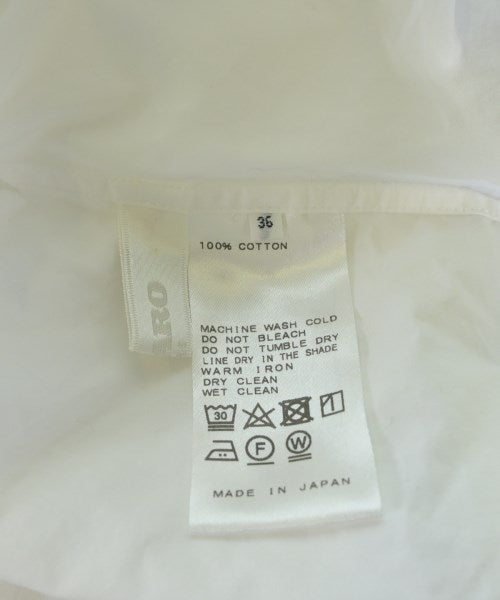 36
100% COTTON
ARO
MACHINE WASH COLD
DO NOT BLEACH
DO NOT TUMBLE DRY
LINE DRY IN THE SHADE
WARM IRON
DRY CLEAN
WET CLEAN
30
F W
MADE IN JAPAN